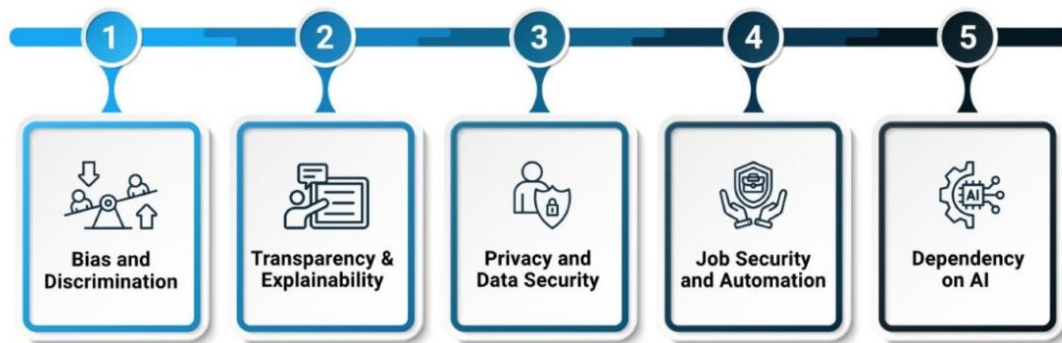 1
2
3
4
5
Bias and
Discrimination
Transparency &
Explainability
Privacy and
Data Security
Job Security
and Automation
AI
Dependency
on AI